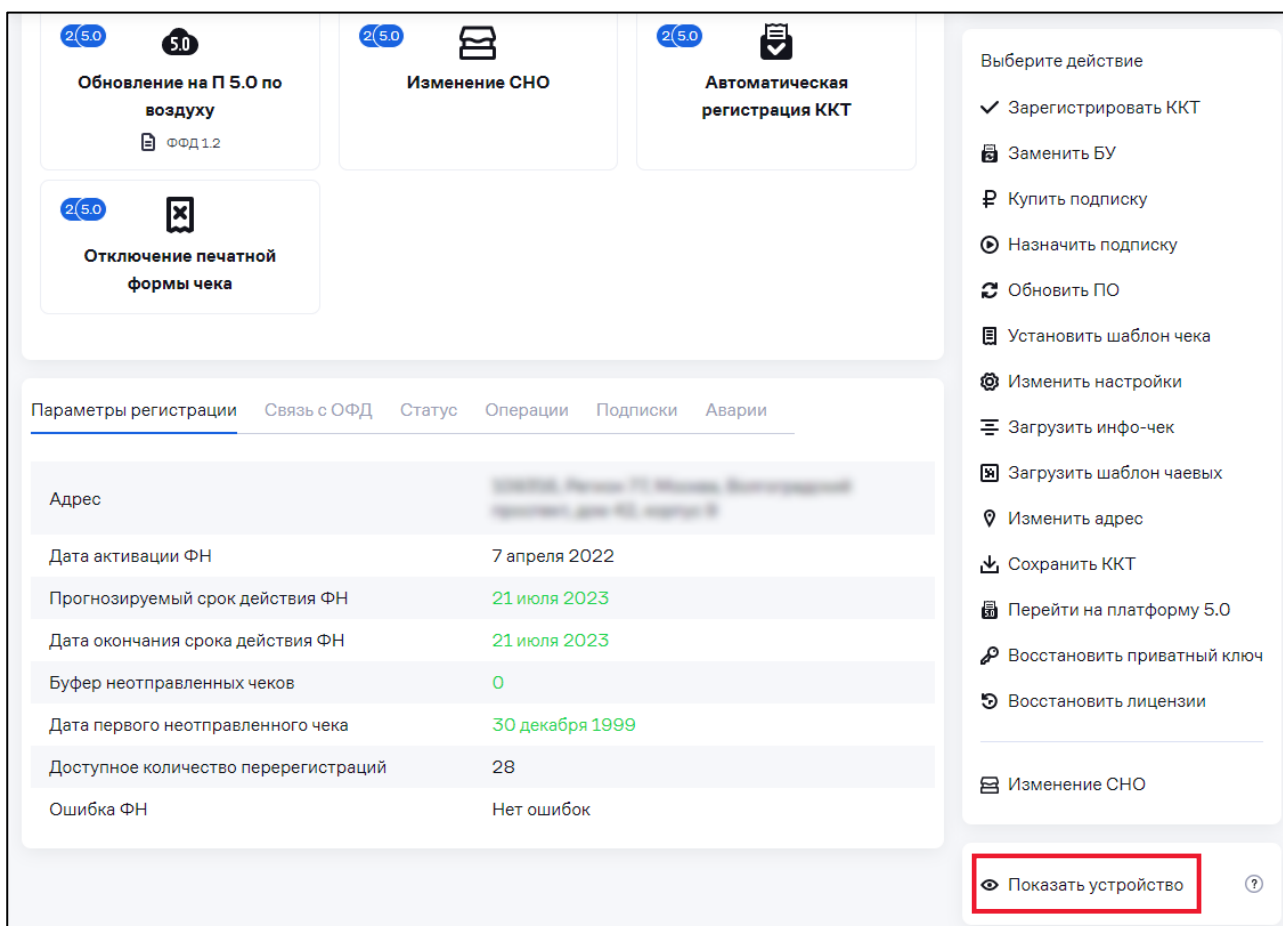 2(5.0
5.0
Обновление на П 5.0 по
воздуху
ФФД 1.2
2(5.0
Изменение СНО
2(5.0
Автоматическая
регистрация ККТ
2(5.0
Отключение печатной
формы чека
Параметры регистрации Связь с ОФД Статус Операции Подписки Аварии
Адрес
Дата активации ФН 7 апреля 2022
Прогнозируемый срок действия ФН 21 июля 2023
Дата окончания срока действия ФН 21 июля 2023
Буфер неотправленных чеков 0
Дата первого неотправленного чека 30 декабря 1999
Доступное количество перерегистраций 28
Ошибка ФН Нет ошибок
Выберите действие
Зарегистрировать ККТ
Заменить БУ
Купить подписку
Назначить подписку
Обновить ПО
Установить шаблон чека
Изменить настройки
Загрузить инфо-чек
Загрузить шаблон чаевых
Изменить адрес
Сохранить ККТ
Перейти на платформу 5.0
Восстановить приватный ключ
Восстановить лицензии
Изменение СНО
Показать устройство ?